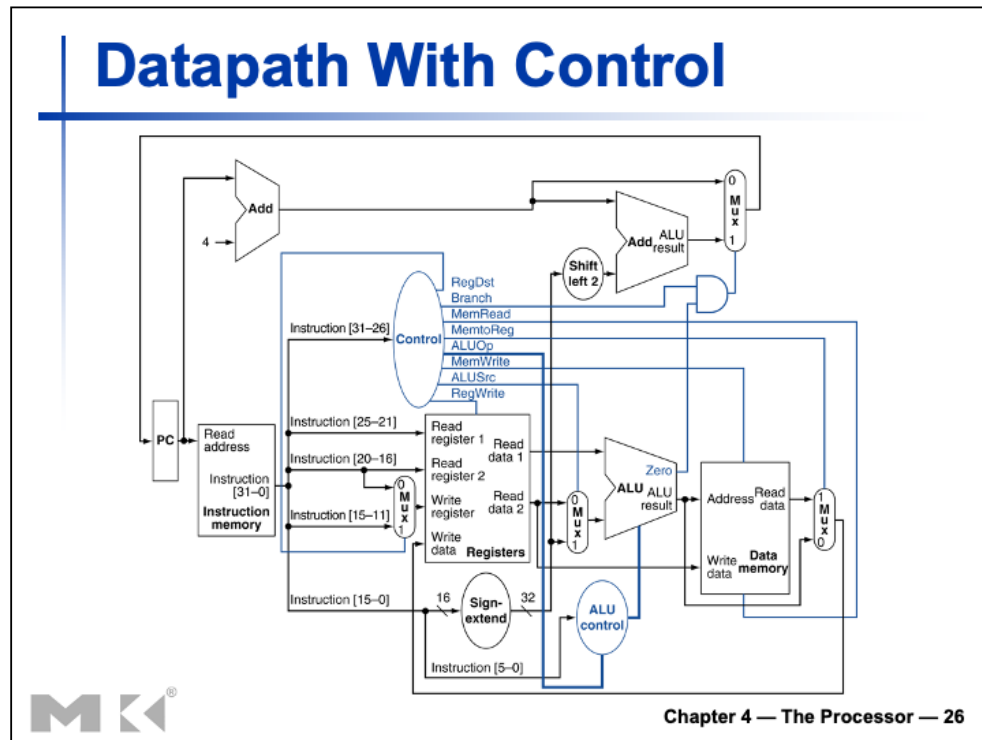 Datapath With Control
0
M
u
x
1
Add
4
Add ALU
result
Shift
left 2
RegDst
Branch
MemRead
MemtoReg
ALUOp
MemWrite
ALUSrc
RegWrite
Instruction [31–26]
Control
PC
Read
address
Instruction
[31–0]
Instruction
memory
Instruction [25–21]
Instruction [20–16]
Instruction [15–11]
Instruction [15–0]
0
M
u
x
1
Read
register 1
Read
register 2
Write
register
Write
data
Read
data 1
Read
data 2
Registers
0
M
u
x
1
Zero
ALU ALU
result
Address
Read
data
Write
data
Data
memory
1
M
u
x
0
16
Sign-
extend
32
ALU
control
Instruction [5–0]
MK®
Chapter 4 — The Processor — 26